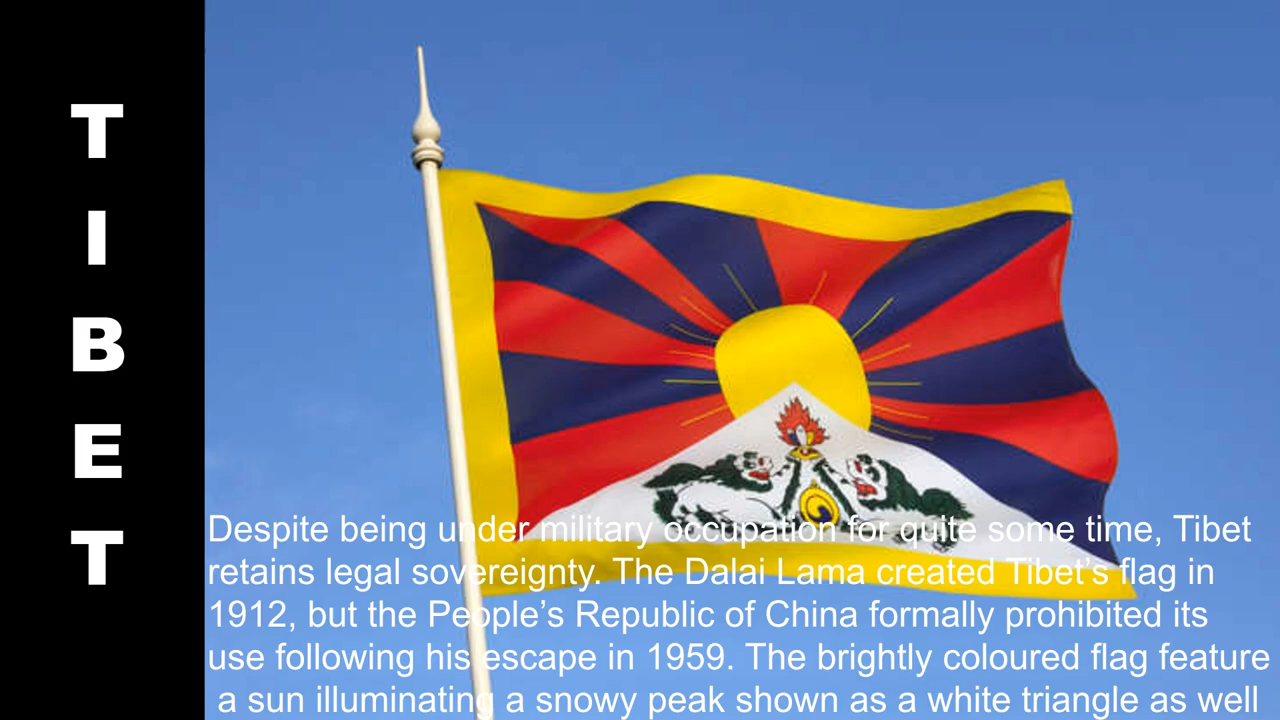 T
I
B
E
T
Despite being under military occupation for quite some time, Tibet
retains legal sovereignty. The Dalai Lama created Tibet’s flag in
1912, but the People’s Republic of China formally prohibited its
use following his escape in 1959. The brightly coloured flag feature
a sun illuminating a snowy peak shown as a white triangle as well